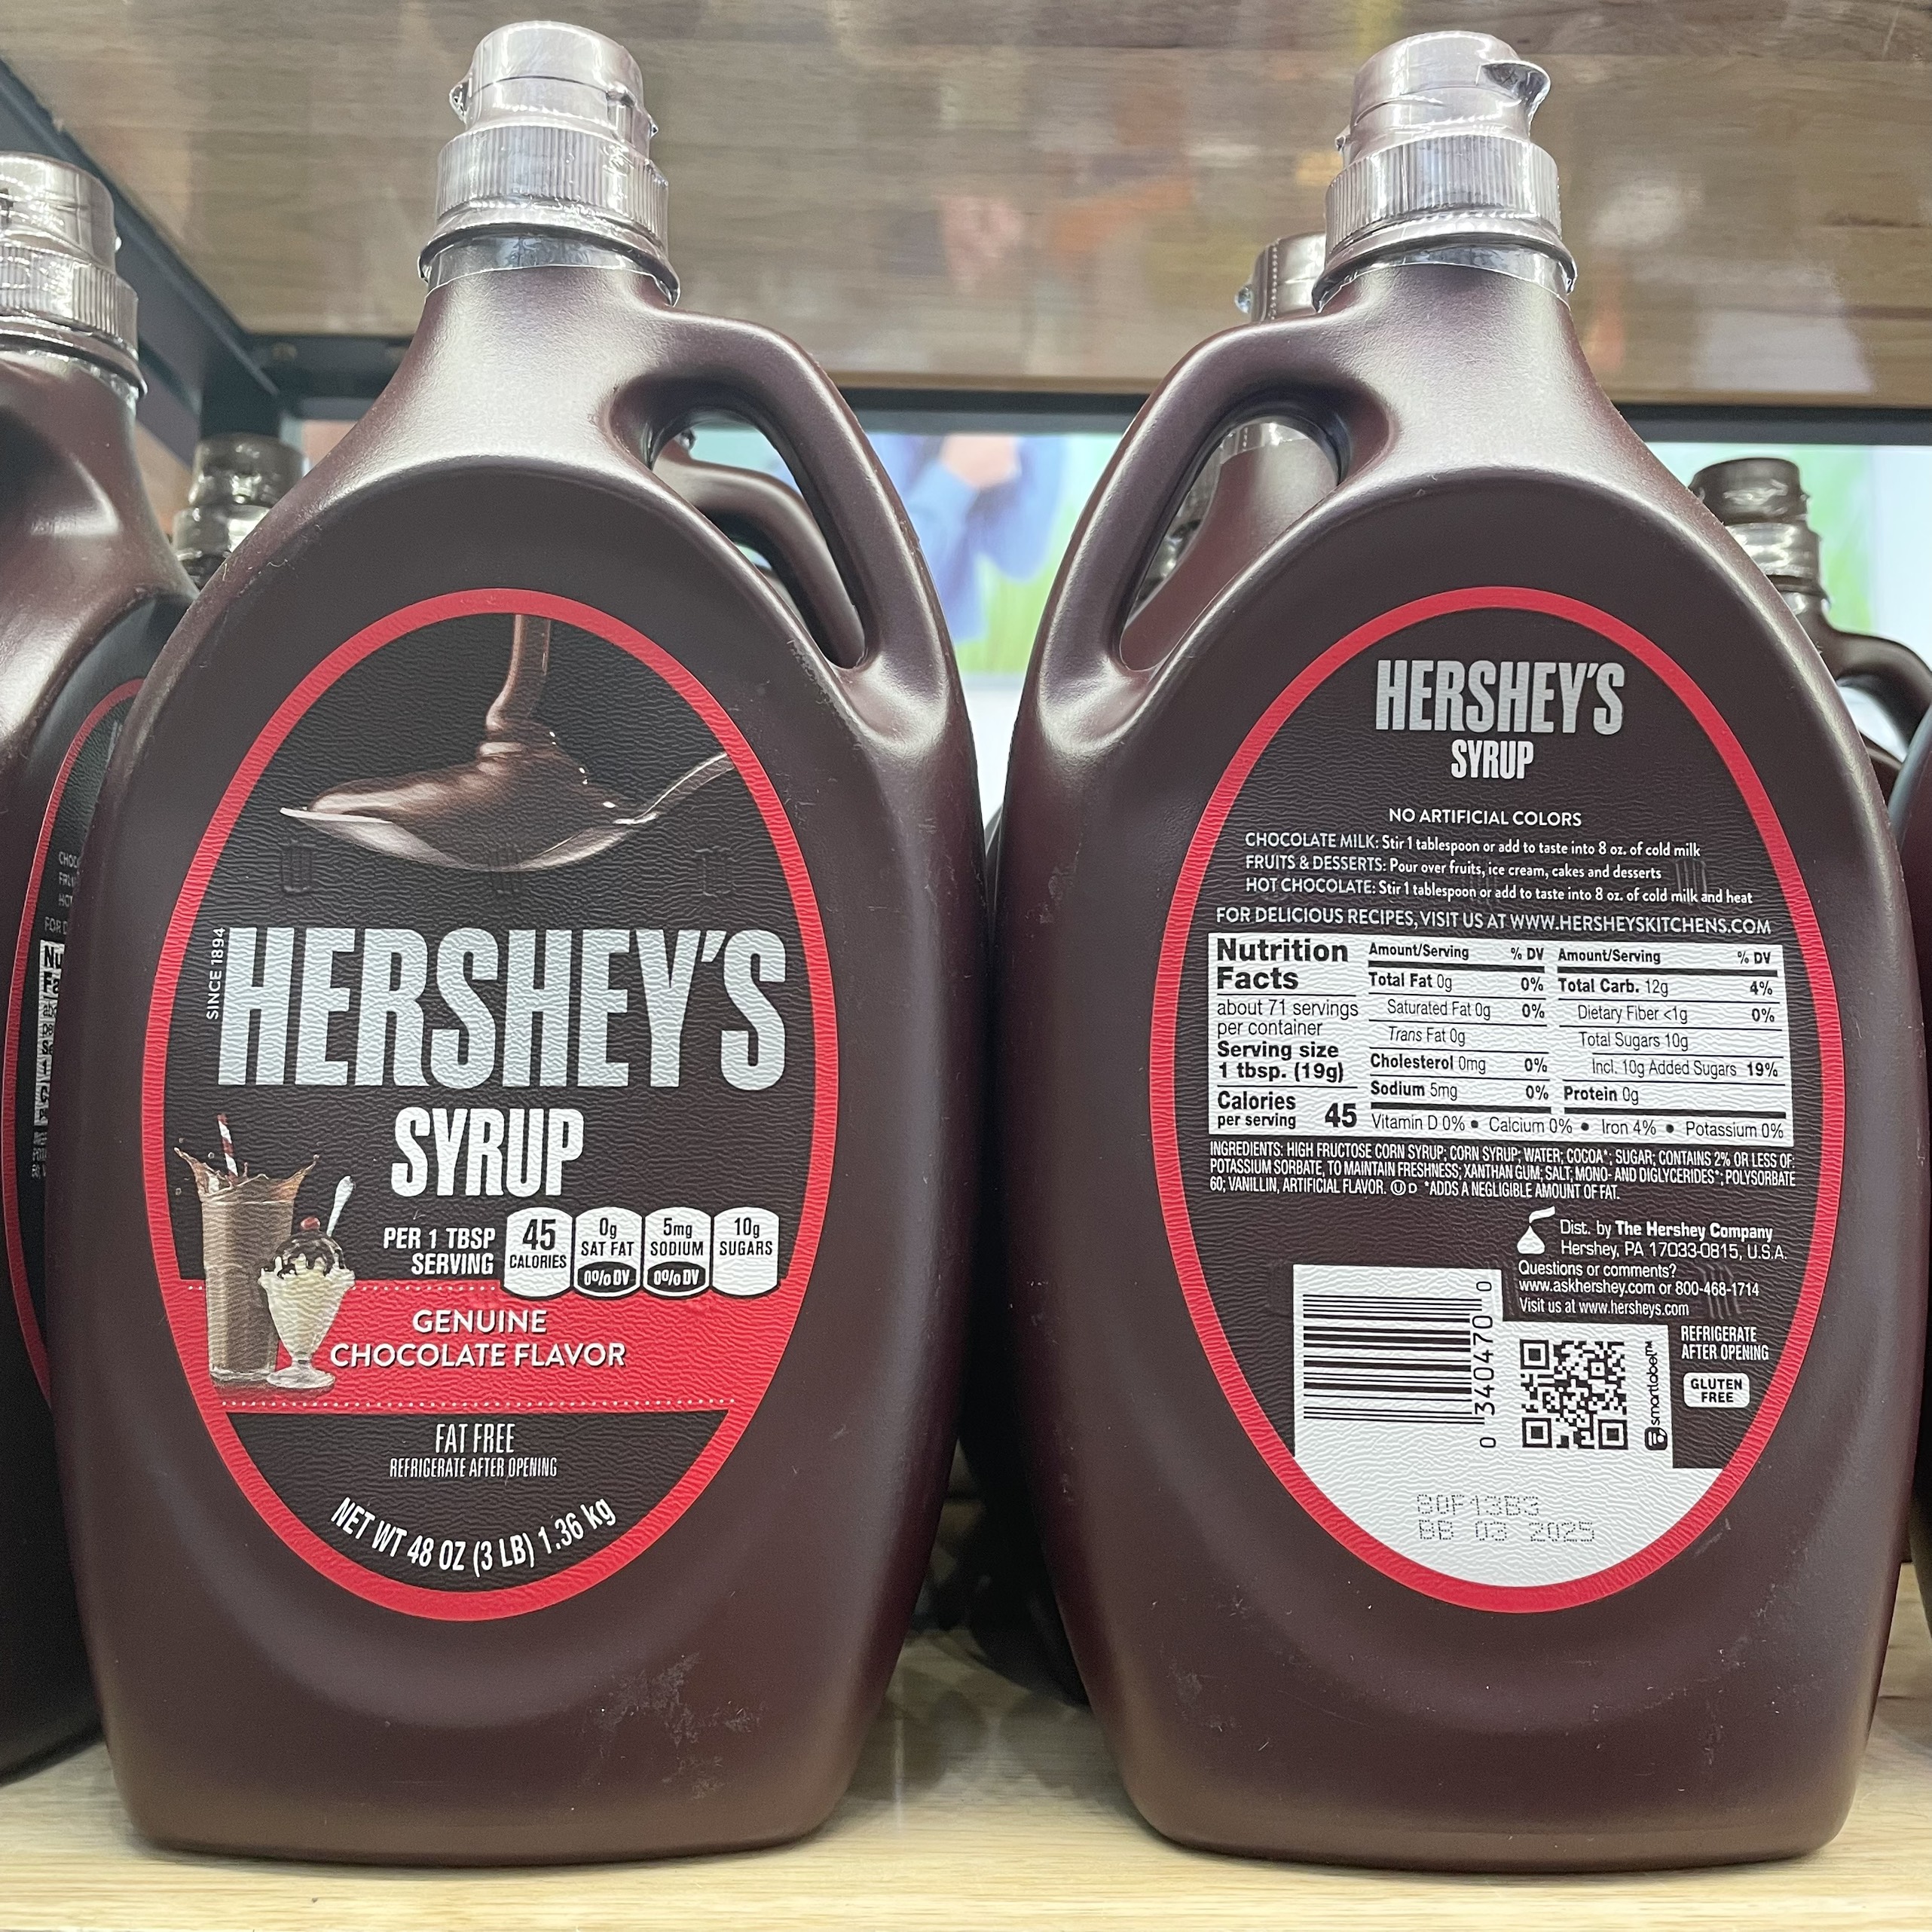 SINCE 1894
HERSHEY'S
SYRUP
PER 1 TBSP
SERVING
45
CALORIES
0g
SAT FAT
0% DV
5mg
SODIUM
0% DV
10g
SUGARS
GENUINE
CHOCOLATE FLAVOR
FAT FREE
REFRIGERATE AFTER OPENING
NET WT 48 OZ (3 LB) 1.36 kg
HERSHEY'S
SYRUP
NO ARTIFICIAL COLORS
CHOCOLATE MILK: Stir 1 tablespoon or add to taste into 8 oz. of cold milk
FRUITS & DESSERTS: Pour over fruits, ice cream, cakes and desserts
HOT CHOCOLATE: Stir 1 tablespoon or add to taste into 8 oz. of cold milk and heat
FOR DELICIOUS RECIPES, VISIT US AT WWW.HERSHEYSKITCHENS.COM
Nutrition
Facts
about 71 servings
per container
Serving size
1 tbsp. (19g)
Calories
per serving 45
Amount/Serving % DV
Total Fat 0g 0%
Saturated Fat 0g 0%
Trans Fat 0g
Cholesterol 0mg 0%
Sodium 5mg 0%
Amount/Serving % DV
Total Carb. 12g 4%
Dietary Fiber <1g 0%
Total Sugars 10g
Incl. 10g Added Sugars 19%
Protein 0g
Vitamin D 0% • Calcium 0% • Iron 4% • Potassium 0%
INGREDIENTS: HIGH FRUCTOSE CORN SYRUP; CORN SYRUP; WATER; COCOA*; SUGAR; CONTAINS 2% OR LESS OF:
POTASSIUM SORBATE, TO MAINTAIN FRESHNESS; XANTHAN GUM; SALT; MONO- AND DIGLYCERIDES*; POLYSORBATE
60; VANILLIN, ARTIFICIAL FLAVOR. Ⓤ D *ADDS A NEGLIGIBLE AMOUNT OF FAT.
Dist. by The Hershey Company
Hershey, PA 17033-0815, U.S.A.
Questions or comments?
www.askhershey.com or 800-468-1714
Visit us at www.hersheys.com
0 340470 0
smartlabel™
REFRIGERATE
AFTER OPENING
GLUTEN
FREE
80P13B3
BB 03 2025